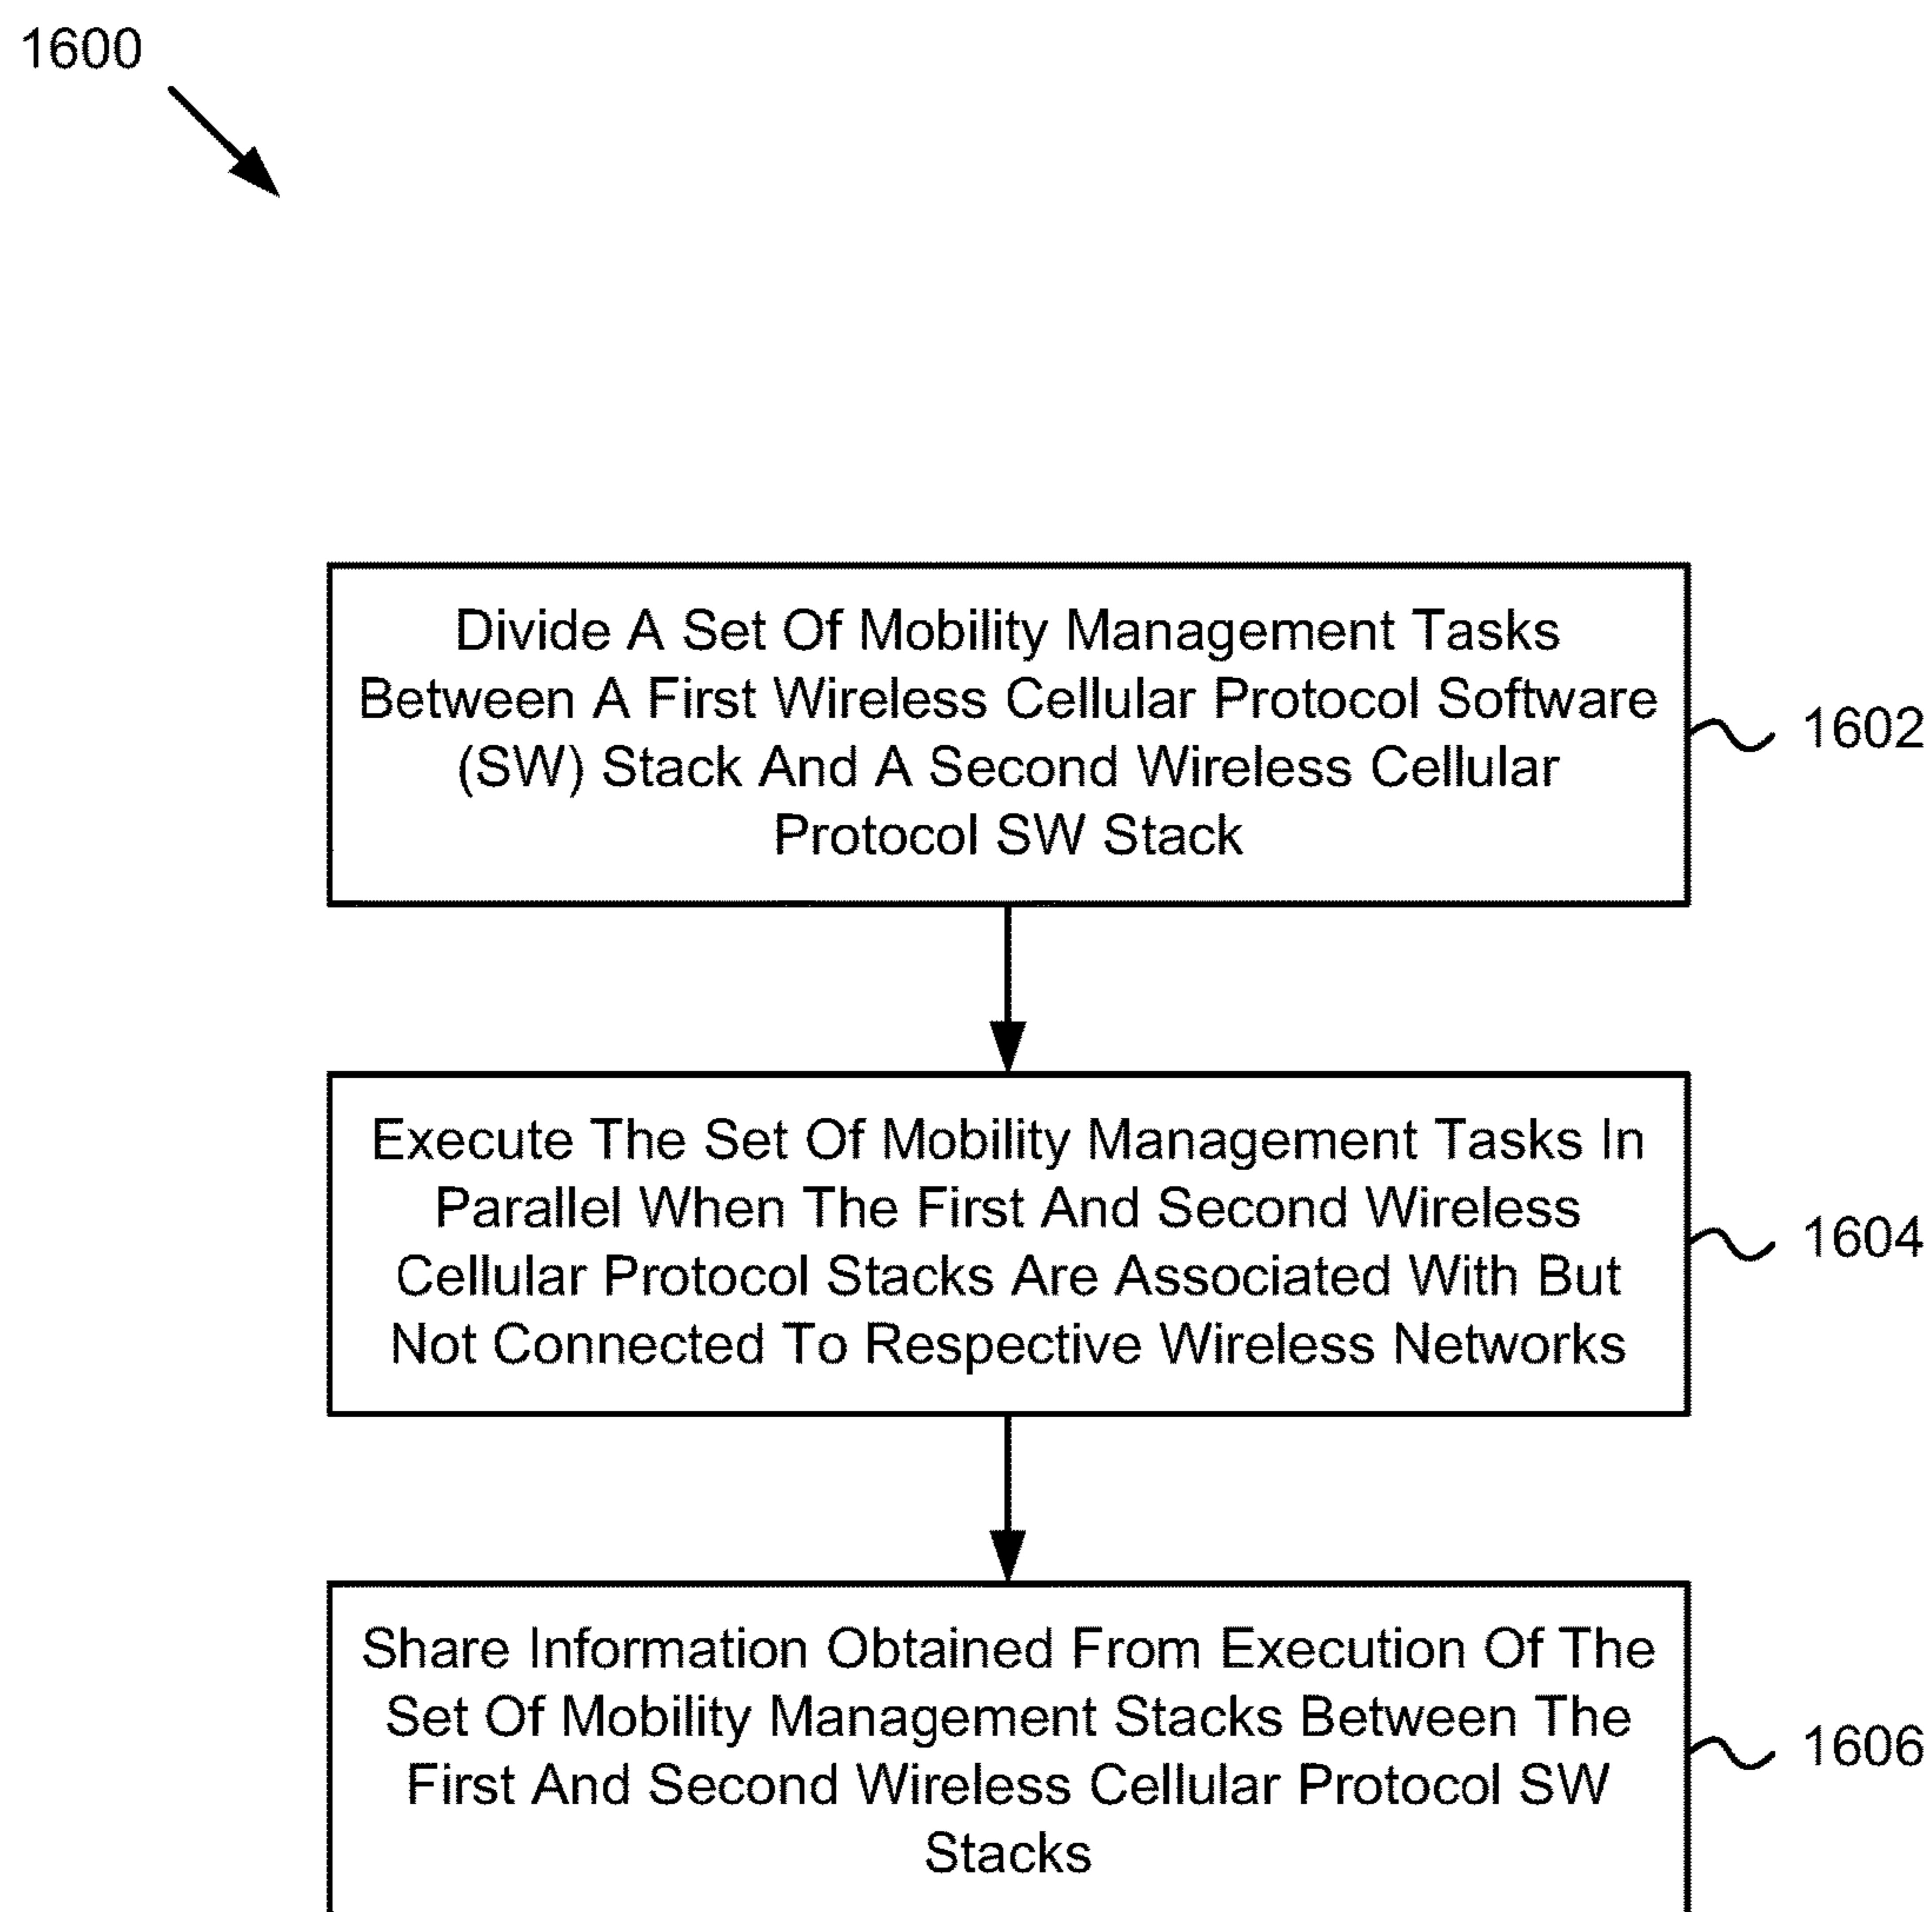 1600
Divide A Set Of Mobility Management Tasks
Between A First Wireless Cellular Protocol Software
(SW) Stack And A Second Wireless Cellular
Protocol SW Stack
1602
Execute The Set Of Mobility Management Tasks In
Parallel When The First And Second Wireless
Cellular Protocol Stacks Are Associated With But
Not Connected To Respective Wireless Networks
1604
Share Information Obtained From Execution Of The
Set Of Mobility Management Stacks Between The
First And Second Wireless Cellular Protocol SW
Stacks
1606